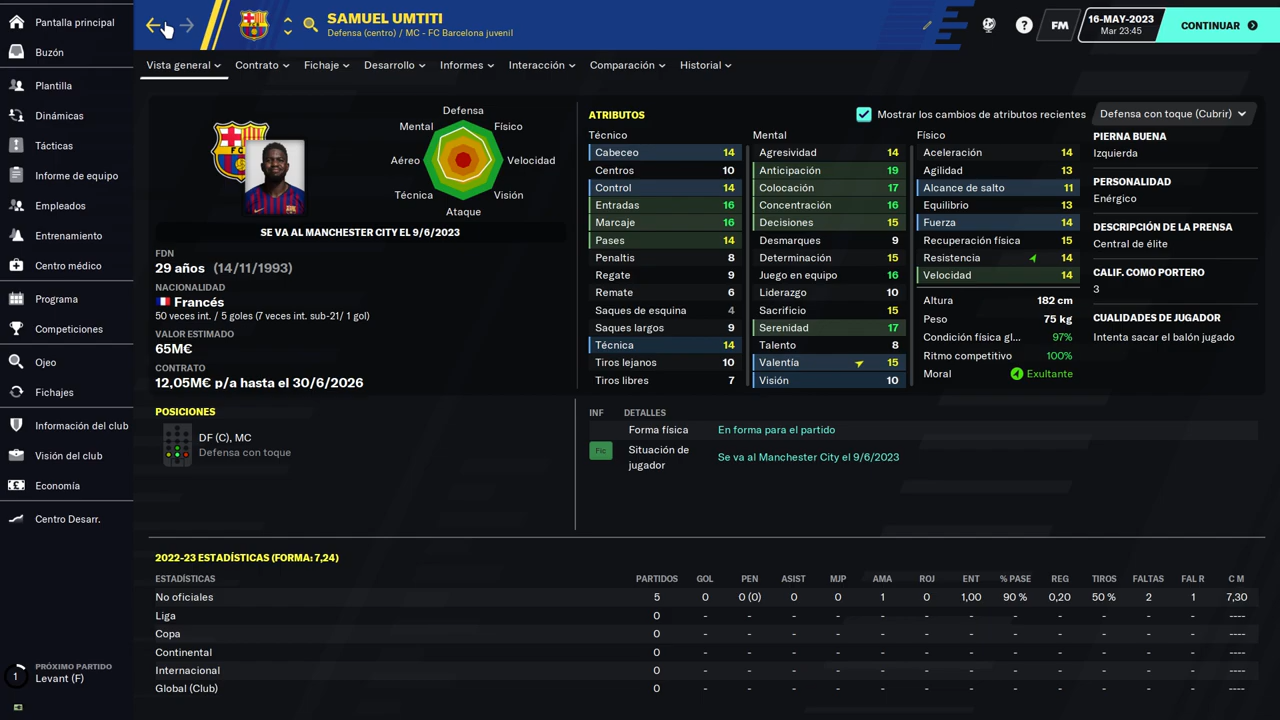 Pantalla principal
Buzón
Plantilla
Dinámicas
Tácticas
Informe de equipo
Empleados
Entrenamiento
Centro médico
Programa
Competiciones
Ojeo
Fichajes
Información del club
Visión del club
Economía
Centro Desarr.
1
PRÓXIMO PARTIDO
Levant (F)
SAMUEL UMTITI
Defensa (centro) / MC - FC Barcelona juvenil
?
FM
16-MAY-2023
Mar 23:45
CONTINUAR
Vista general
Contrato
Fichaje
Desarrollo
Informes
Interacción
Comparación
Historial
Defensa
Físico
Velocidad
Visión
Ataque
Técnica
Aéreo
Mental
SE VA AL MANCHESTER CITY EL 9/6/2023
FDN
29 años (14/11/1993)
NACIONALIDAD
Francés
50 veces int. / 5 goles (7 veces int. sub-21/ 1 gol)
VALOR ESTIMADO
65M€
CONTRATO
12,05M€ p/a hasta el 30/6/2026
ATRIBUTOS
Mostrar los cambios de atributos recientes
Defensa con toque (Cubrir)
Técnico
Cabeceo 14
Centros 10
Control 14
Entradas 16
Marcaje 16
Pases 14
Penaltis 8
Regate 9
Remate 6
Saques de esquina 4
Saques largos 9
Técnica 14
Tiros lejanos 10
Tiros libres 7
Mental
Agresividad 14
Anticipación 19
Colocación 17
Concentración 16
Decisiones 15
Desmarques 9
Determinación 15
Juego en equipo 16
Liderazgo 10
Sacrificio 15
Serenidad 17
Talento 8
Valentía 15
Visión 10
Físico
Aceleración 14
Agilidad 13
Alcance de salto 11
Equilibrio 13
Fuerza 14
Recuperación física 15
Resistencia 14
Velocidad 14
Altura 182 cm
Peso 75 kg
Condición física gl... 97%
Ritmo competitivo 100%
Moral Exultante
PIERNA BUENA
Izquierda
PERSONALIDAD
Enérgico
DESCRIPCIÓN DE LA PRENSA
Central de élite
CALIF. COMO PORTERO
3
CUALIDADES DE JUGADOR
Intenta sacar el balón jugado
POSICIONES
DF (C), MC
Defensa con toque
INF DETALLES
Forma física En forma para el partido
Fic Situación de jugador Se va al Manchester City el 9/6/2023
2022-23 ESTADÍSTICAS (FORMA: 7,24)
ESTADÍSTICAS PARTIDOS GOL PEN ASIST MJP AMA ROJ ENT % PASE REG TIROS FALTAS FAL R C M
No oficiales 5 0 0 (0) 0 0 1 0 1,00 90 % 0,20 50 % 2 1 7,30
Liga 0 - - - - - - - - - - - - ----
Copa 0 - - - - - - - - - - - - ----
Continental 0 - - - - - - - - - - - - ----
Internacional 0 - - - - - - - - - - - - ----
Global (Club) 0 - - - - - - - - - - - - ----